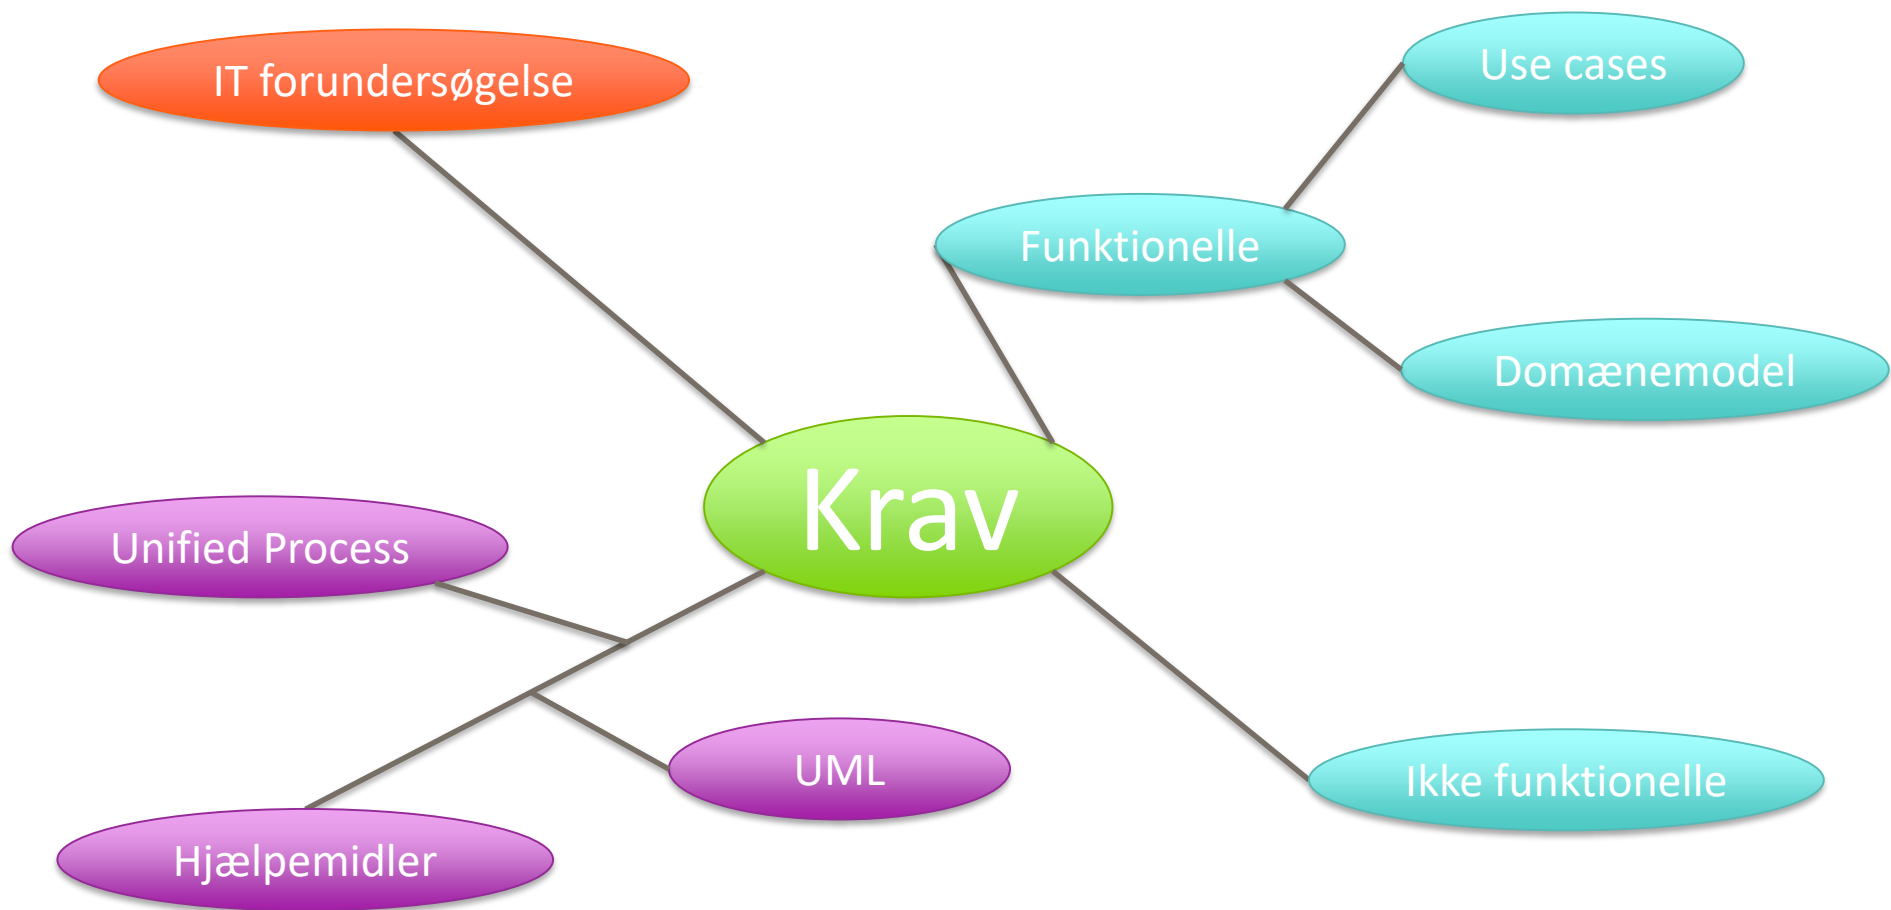 IT forundersøgelse
Use cases
Funktionelle
Domænemodel
Krav
Unified Process
UML
Ikke funktionelle
Hjælpemidler